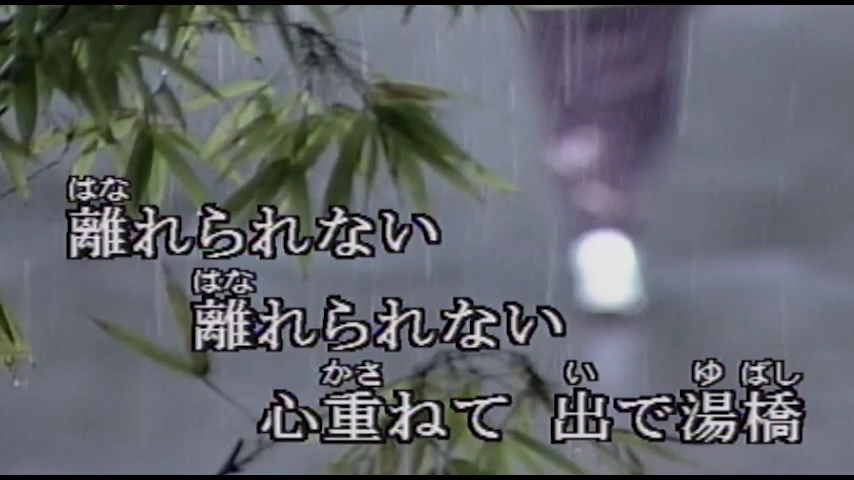 はな
離れられない
はな
離れられない
かさ い ゆ ばし
心重ねて 出で湯橋